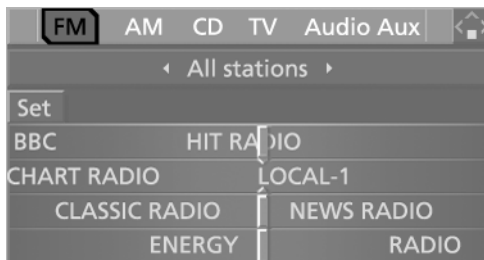 FM AM CD TV Audio Aux
All stations
Set
BBC HIT RADIO
CHART RADIO LOCAL-1
CLASSIC RADIO NEWS RADIO
ENERGY RADIO